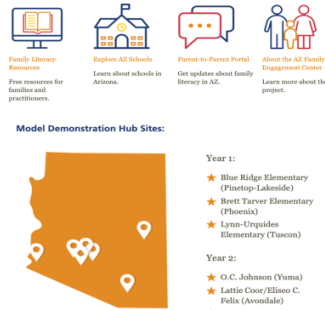 Family Literacy
Resources
Free resources for
families and
practitioners.
Explore AZ Schools
Learn about schools in
Arizona.
Parent-to-Parent Portal
Get updates about family
literacy in AZ.
About the AZ Family
Engagement Center
Learn more about the
project.
Model Demonstration Hub Sites:
Year 1:
Blue Ridge Elementary
(Pinetop-Lakeside)
Brett Tarver Elementary
(Phoenix)
Lynn-Urquides
Elementary (Tuscon)
Year 2:
O.C. Johnson (Yuma)
Lattie Coor/Eliseo C.
Felix (Avondale)